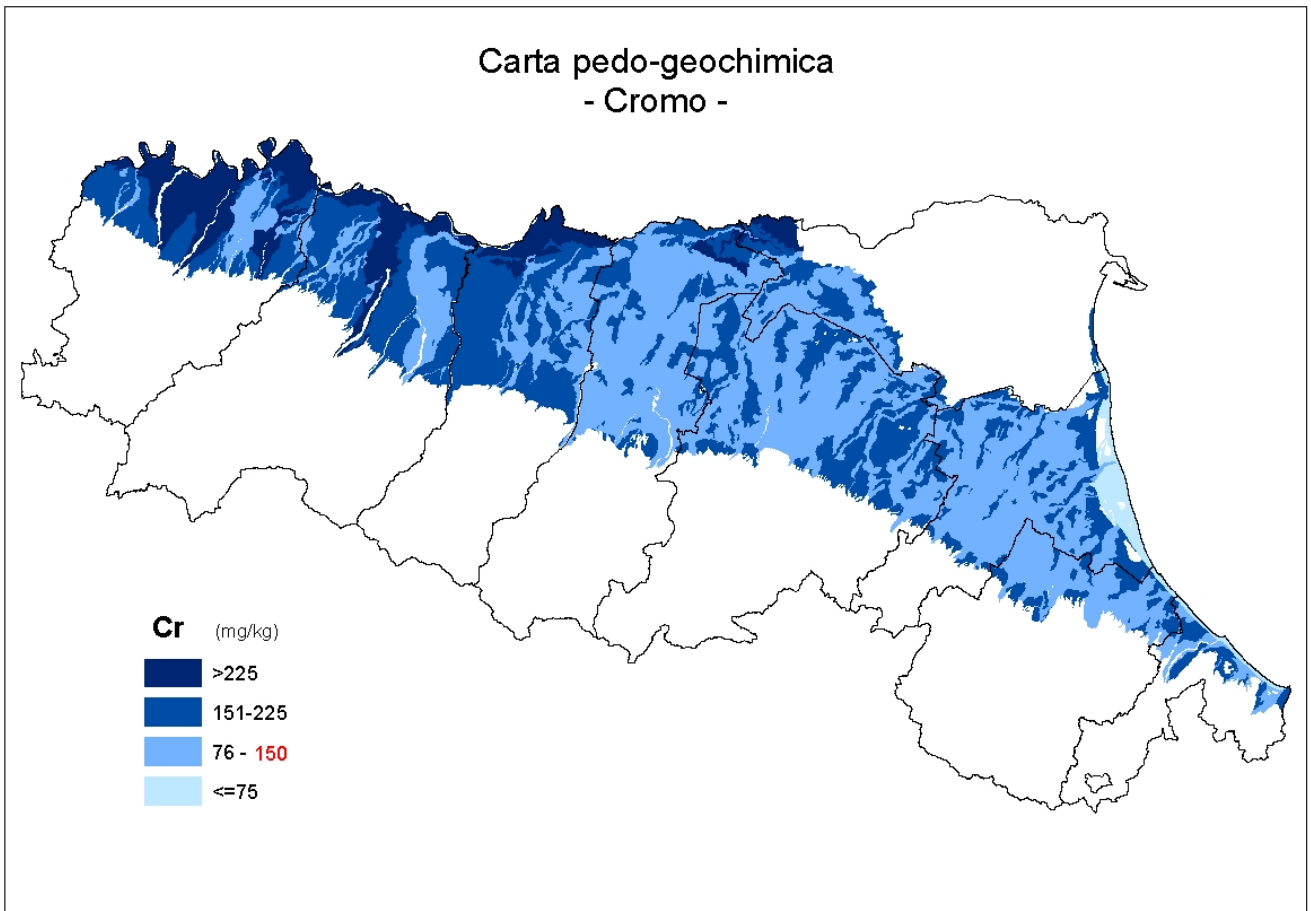 Carta pedo-geochimica
- Cromo -
Cr (mg/kg)
>225
151-225
76 - 150
<=75